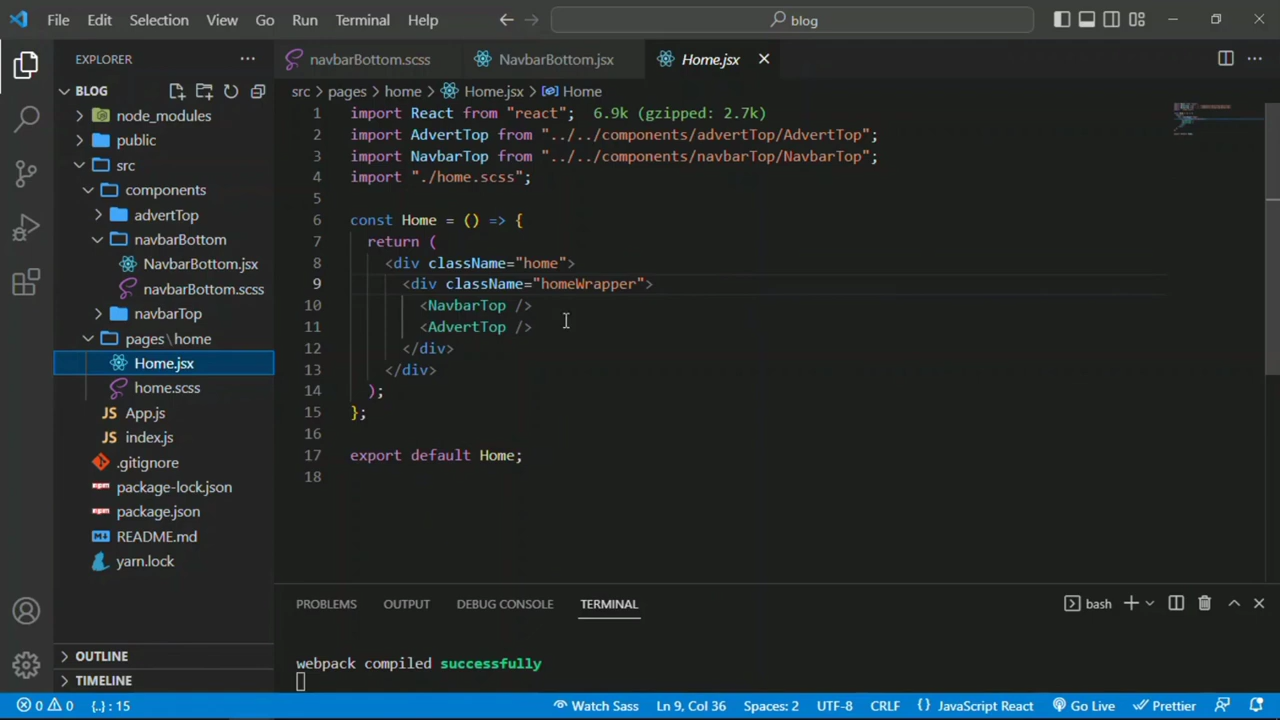 File Edit Selection View Go Run Terminal Help blog
EXPLORER
navbarBottom.scss NavbarBottom.jsx Home.jsx
BLOG
src > pages > home > Home.jsx > Home
node_modules
public
src
components
advertTop
navbarBottom
NavbarBottom.jsx
navbarBottom.scss
navbarTop
pages\home
Home.jsx
home.scss
App.js
index.js
.gitignore
package-lock.json
package.json
README.md
yarn.lock
OUTLINE
TIMELINE
1 import React from "react"; 6.9k (gzipped: 2.7k)
2 import AdvertTop from "../../components/advertTop/AdvertTop";
3 import NavbarTop from "../../components/navbarTop/NavbarTop";
4 import "./home.scss";
5
6 const Home = () => {
7 return (
8 <div className="home">
9 <div className="homeWrapper">
10 <NavbarTop />
11 <AdvertTop />
12 </div>
13 </div>
14 );
15 };
16
17 export default Home;
18
PROBLEMS OUTPUT DEBUG CONSOLE TERMINAL bash
webpack compiled successfully
0 0 {..} : 15 Watch Sass Ln 9, Col 36 Spaces: 2 UTF-8 CRLF {} JavaScript React Go Live Prettier